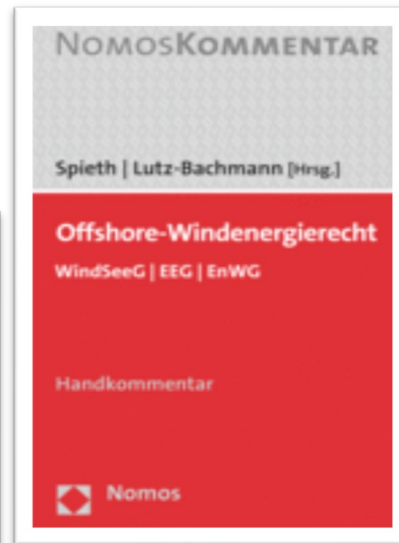 NOMOSKOMMENTAR
Spieth | Lutz-Bachmann [Hrsg.]
Offshore-Windenergierecht
WindSeeG | EEG | EnWG
Handkommentar
Nomos